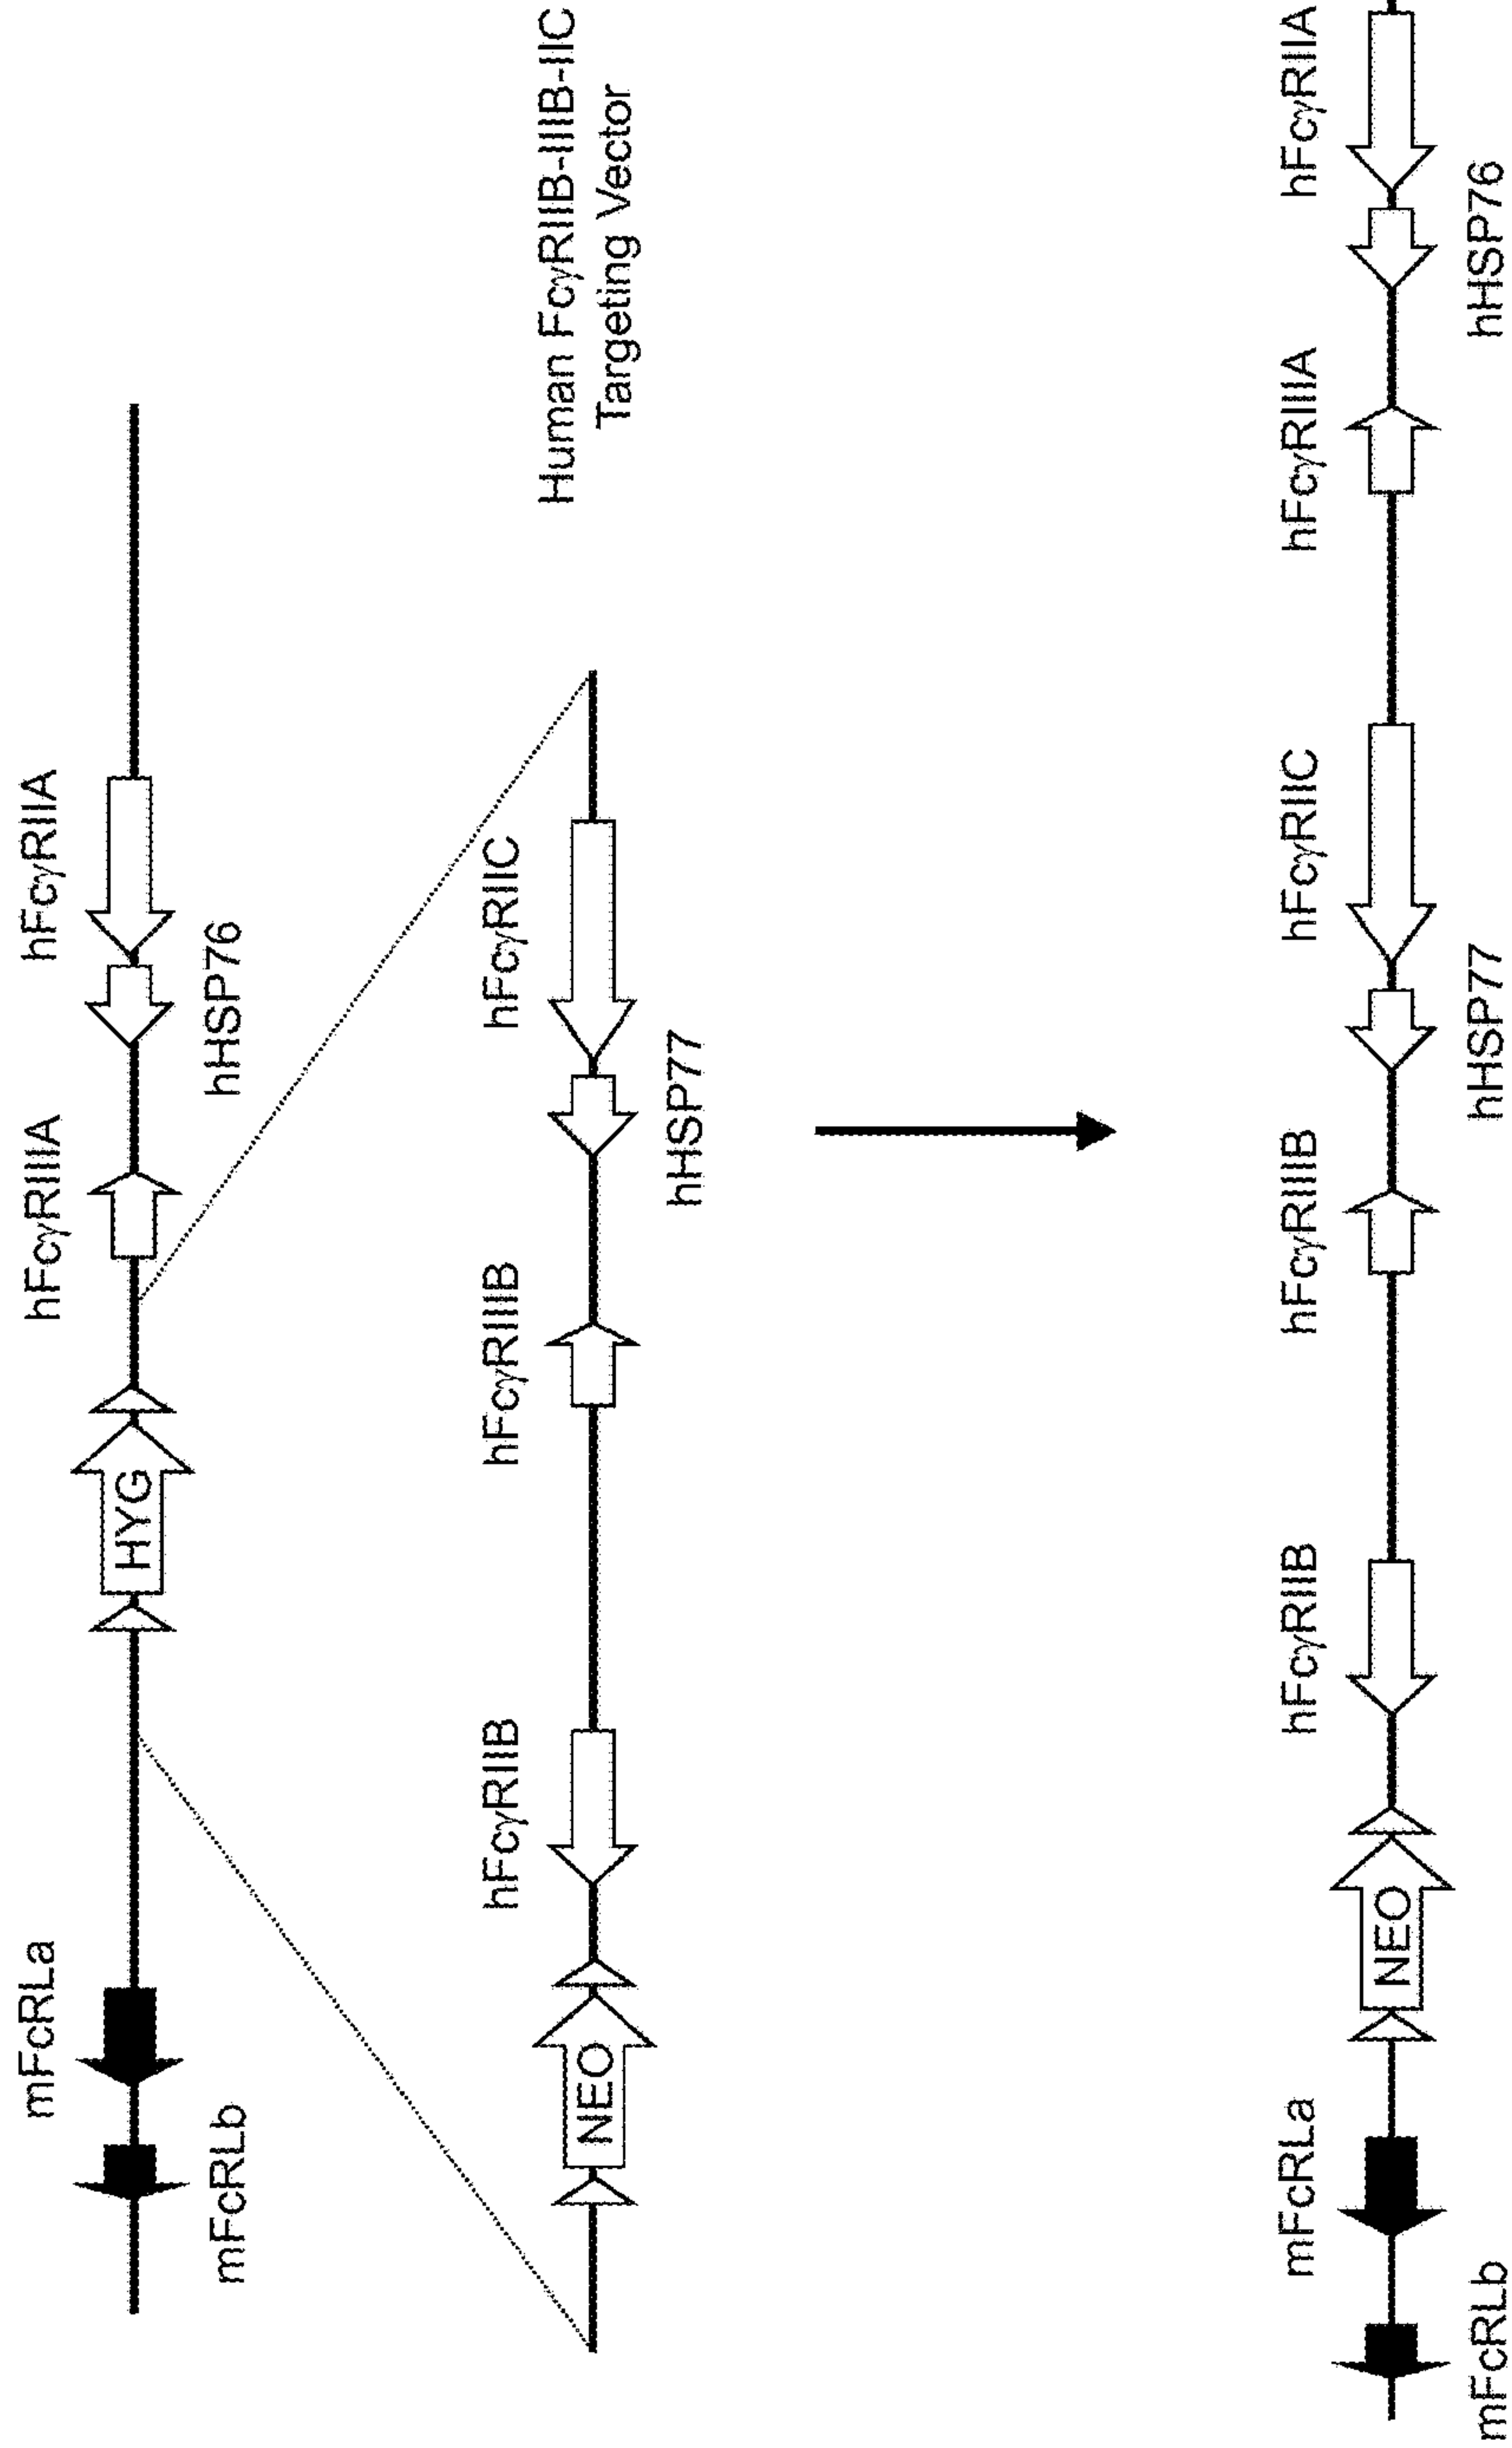 hFcγRIIIA
hFcγRIIA
mFcRLa
HYG
mFcRLb
hHSP76
Human FcγRIIB-IIIB-IIC
Targeting Vector
hFcγRIIB
hFcγRIIIB
hFcγRIIC
NEO
hHSP77
mFcRLa
hFcγRIIB
hFcγRIIIB
hFcγRIIC
hFcγRIIIA
hFcγRIIA
NEO
mFcRLb
hHSP77
hHSP76